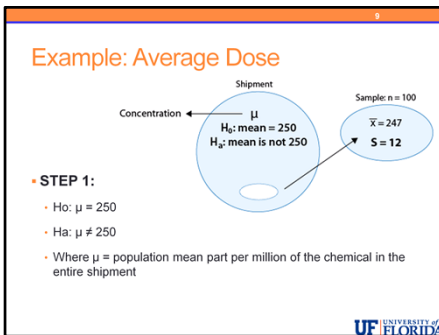 9
Example: Average Dose
Shipment
Concentration
μ
H₀: mean = 250
Hₐ: mean is not 250
Sample: n = 100
x̅ = 247
S = 12
▪ STEP 1:
• Ho: μ = 250
• Ha: μ ≠ 250
• Where μ = population mean part per million of the chemical in the
entire shipment
UF UNIVERSITY of
FLORIDA